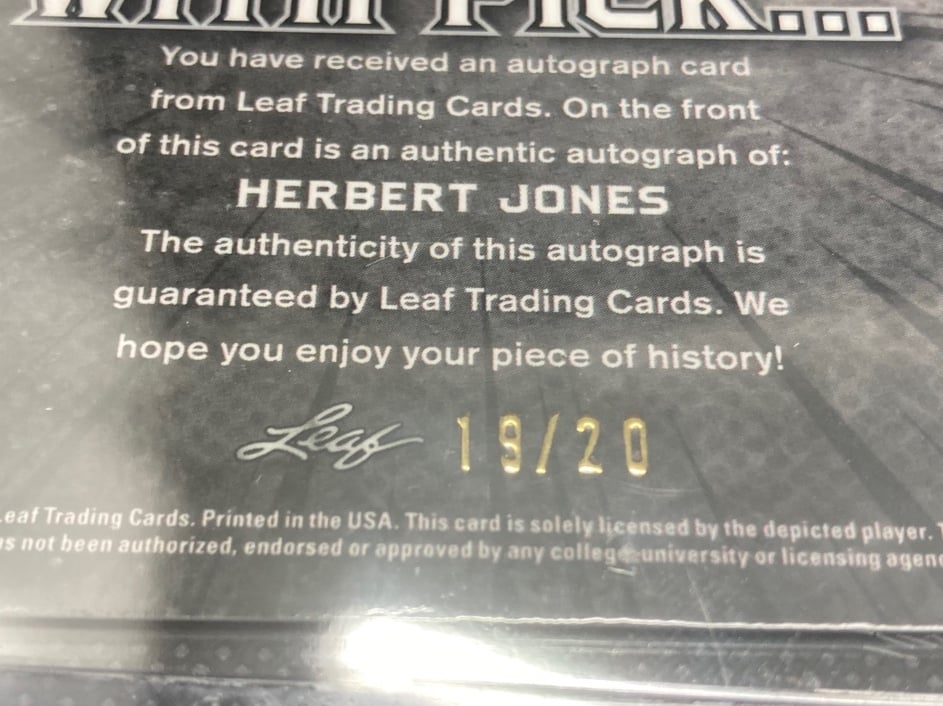 WITH PICK...
You have received an autograph card
from Leaf Trading Cards. On the front
of this card is an authentic autograph of:
HERBERT JONES
The authenticity of this autograph is
guaranteed by Leaf Trading Cards. We
hope you enjoy your piece of history!
Leaf 19/20
Leaf Trading Cards. Printed in the USA. This card is solely licensed by the depicted player.
not been authorized, endorsed or approved by any college university or licensing